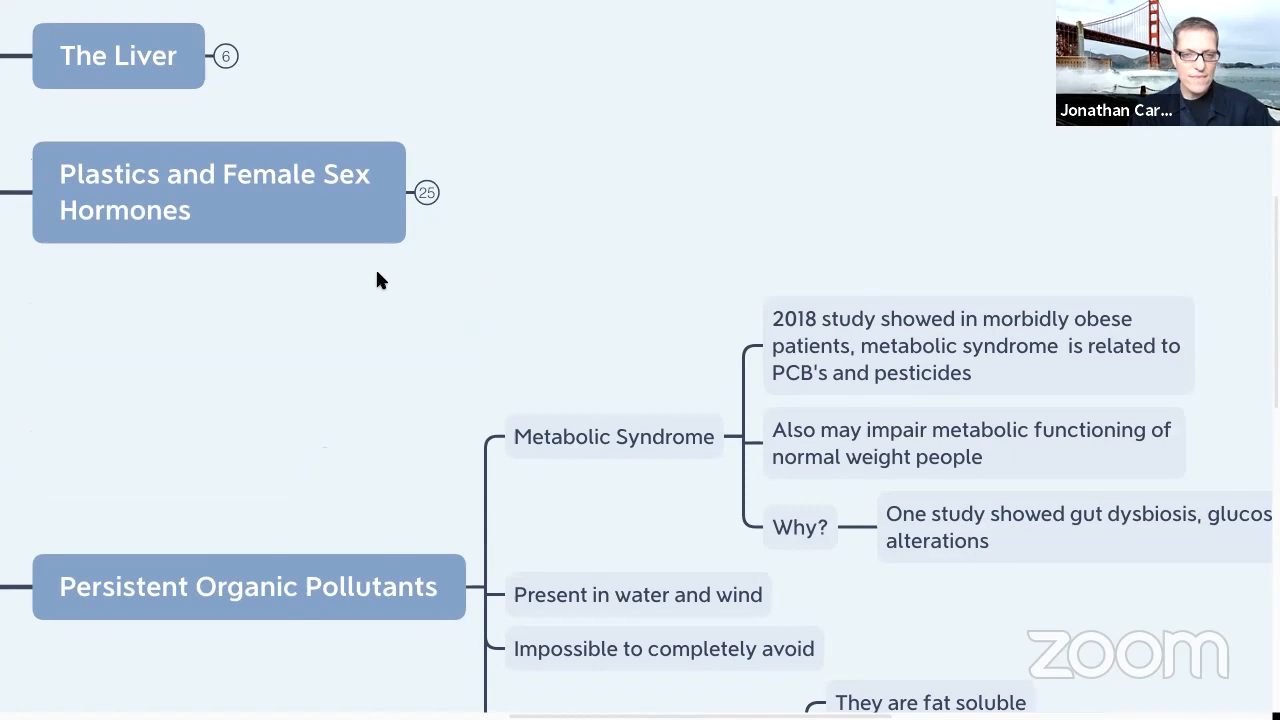 The Liver
6
Jonathan Car...
Plastics and Female Sex
Hormones
25
2018 study showed in morbidly obese
patients, metabolic syndrome  is related to
PCB's and pesticides
Metabolic Syndrome
Also may impair metabolic functioning of
normal weight people
Why?
One study showed gut dysbiosis, glucos
alterations
Persistent Organic Pollutants
Present in water and wind
Impossible to completely avoid
zoom
They are fat soluble